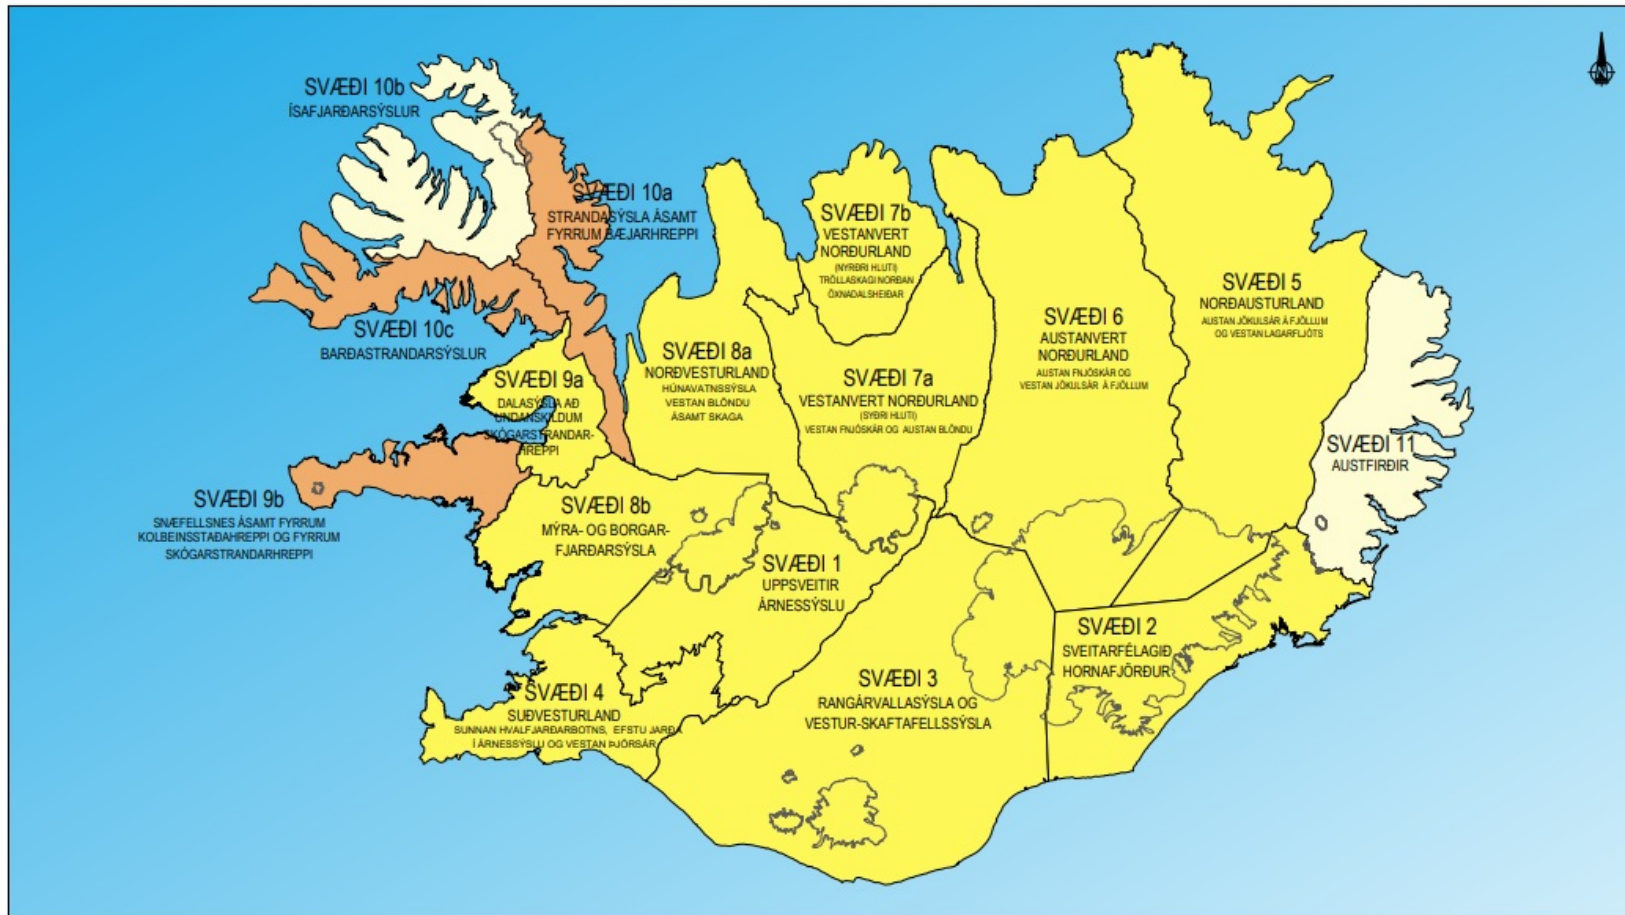 SVÆÐI 10b
ÍSAFJARÐARSÝSLUR
SVÆÐI 10a
STRANDASÝSLA ÁSAMT
FYRRUM BÆJARHREPPI
SVÆÐI 10c
BARÐASTRANDARSÝSLUR
SVÆÐI 9a
DALASÝSLA AÐ
UNDANSKILDUM
SKÓGARSTRANDAR-
HREPPI
SVÆÐI 9b
SNÆFELLSNES ÁSAMT FYRRUM
KOLBEINSSTAÐAHREPPI OG FYRRUM
SKÓGARSTRANDARHREPPI
SVÆÐI 8a
NORÐVESTURLAND
HÚNAVATNSSÝSLA
VESTAN BLÖNDU
ÁSAMT SKAGA
SVÆÐI 8b
MÝRA- OG BORGAR-
FJARÐARSÝSLA
SVÆÐI 7b
VESTANVERT
NORÐURLAND
(NYRÐRI HLUTI)
TRÖLLASKAGI NORÐAN
ÖXNADALSHEIÐAR
SVÆÐI 7a
VESTANVERT NORÐURLAND
(SYÐRI HLUTI)
VESTAN FNJÓSKÁR OG AUSTAN BLÖNDU
SVÆÐI 6
AUSTANVERT
NORÐURLAND
AUSTAN FNJÓSKÁR OG
VESTAN JÖKULSÁR Á FJÖLLUM
SVÆÐI 5
NORÐAUSTURLAND
AUSTAN JÖKULSÁR Á FJÖLLUM
OG VESTAN LAGARFLJÓTS
SVÆÐI 11
AUSTFIRÐIR
SVÆÐI 1
UPPSVEITIR
ÁRNESSÝSLU
SVÆÐI 2
SVEITARFÉLAGIÐ
HORNAFJÖRÐUR
SVÆÐI 3
RANGÁRVALLASÝSLA OG
VESTUR-SKAFTAFELLSSÝSLA
SVÆÐI 4
SUÐVESTURLAND
SUNNAN HVALFJARÐARBOTNS, EFSTU JARÐA
Í ÁRNESSÝSLU OG VESTAN ÞJÓRSÁR
N